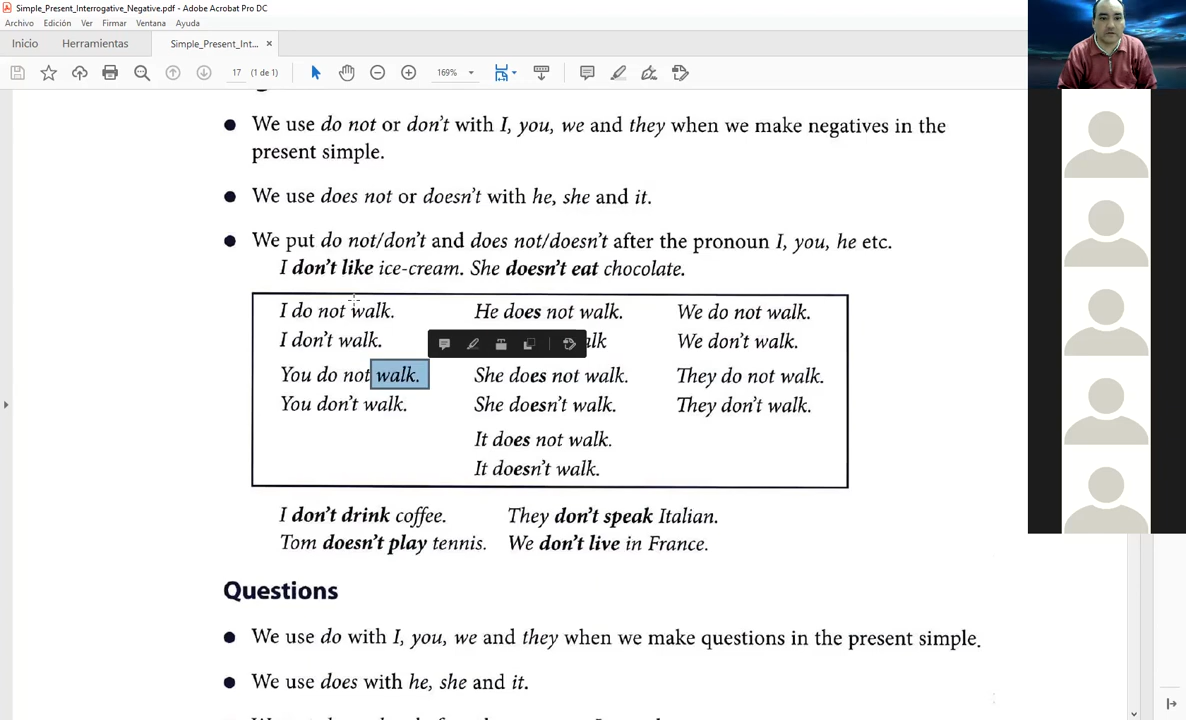 Simple_Present_Interrogative_Negative.pdf - Adobe Acrobat Pro DC
Archivo Edición Ver Firmar Ventana Ayuda
Inicio Herramientas Simple_Present_Int... ×
17 (1 de 1) 169%
We use do not or don't with I, you, we and they when we make negatives in the
present simple.
We use does not or doesn't with he, she and it.
We put do not/don't and does not/doesn't after the pronoun I, you, he etc.
I don't like ice-cream. She doesn't eat chocolate.
I do not walk. He does not walk. We do not walk.
I don't walk. We don't walk.
You do not walk. She does not walk. They do not walk.
You don't walk. She doesn't walk. They don't walk.
It does not walk.
It doesn't walk.
I don't drink coffee. They don't speak Italian.
Tom doesn't play tennis. We don't live in France.
Questions
We use do with I, you, we and they when we make questions in the present simple.
We use does with he, she and it.